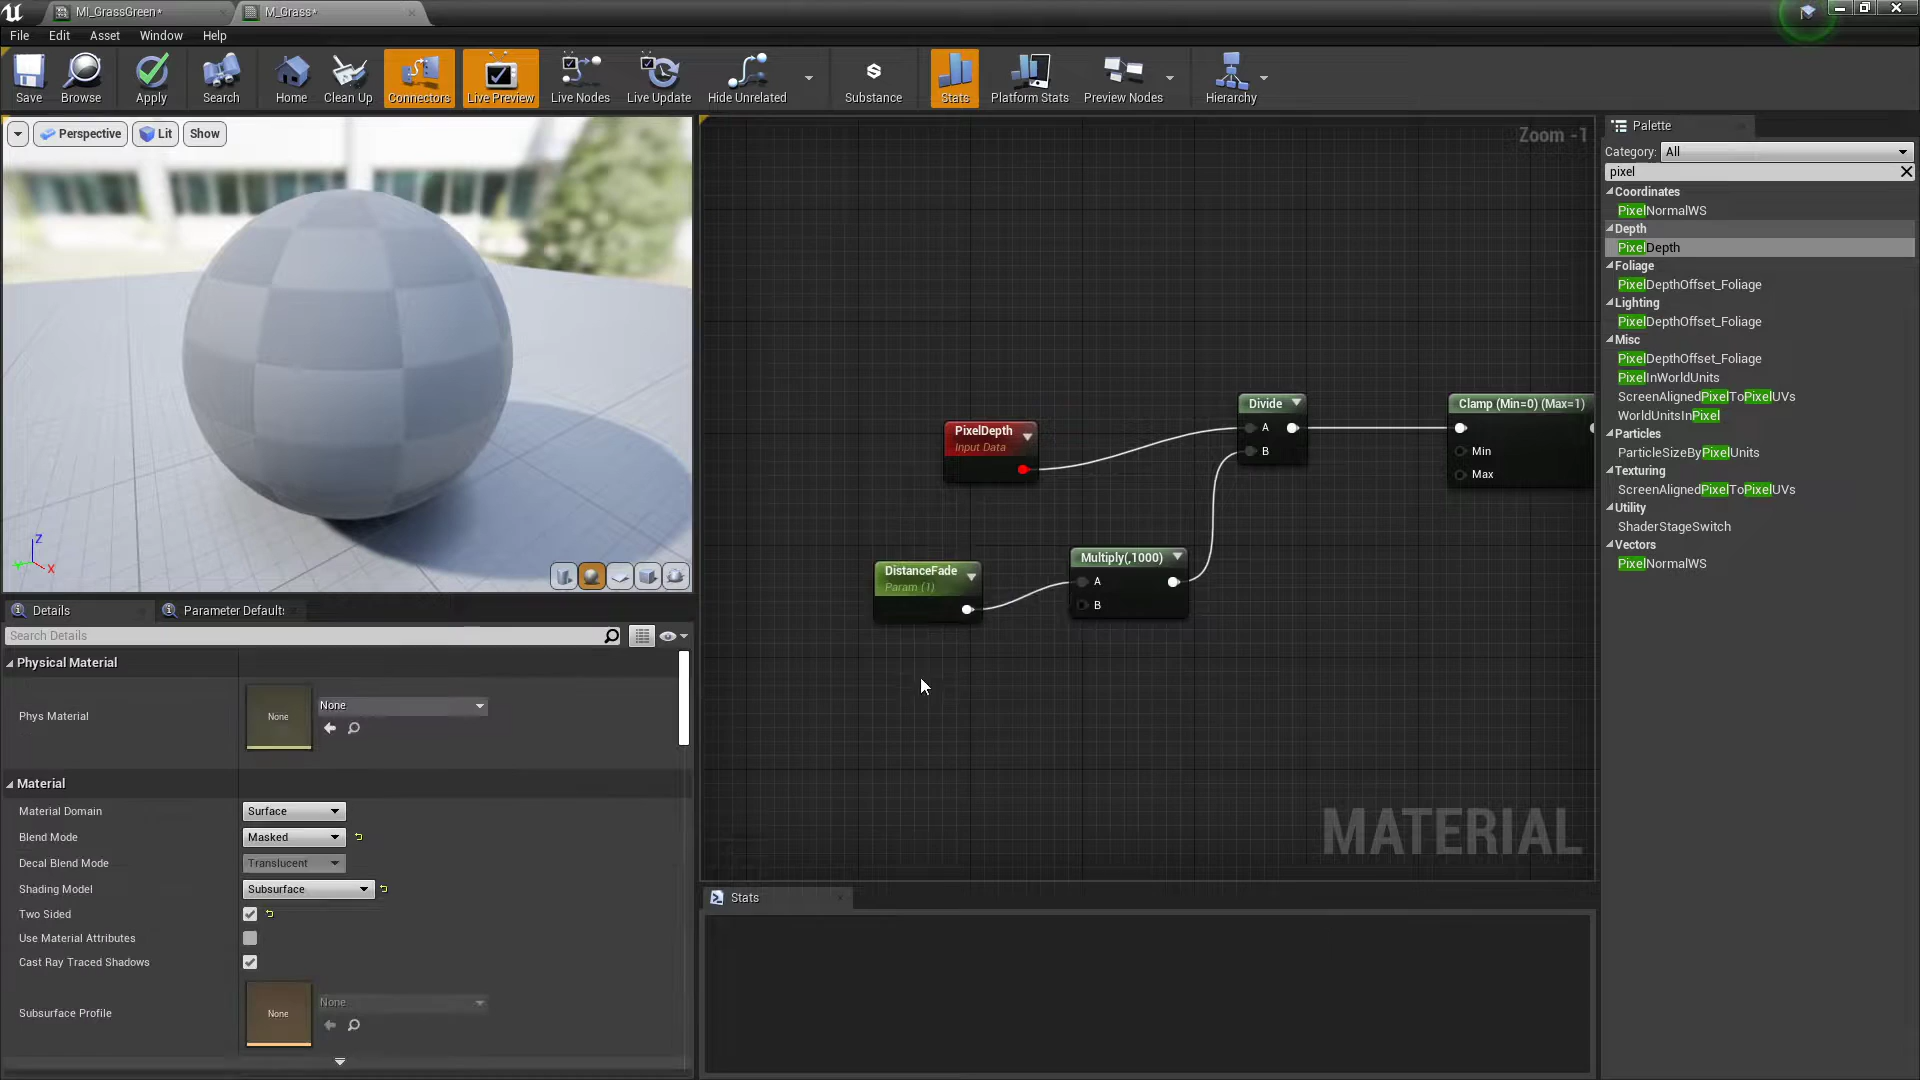 MI_GrassGreen*
M_Grass*
File
Edit
Asset
Window
Help
Save
Browse
Apply
Search
Home
Clean Up
Connectors
Live Preview
Live Nodes
Live Update
Hide Unrelated
Substance
Stats
Platform Stats
Preview Nodes
Hierarchy
Perspective
Lit
Show
Z
Y
X
Zoom -1
PixelDepth
Input Data
Divide
A
B
Clamp (Min=0) (Max=1)
Min
Max
DistanceFade
Param (1)
Multiply(,1000)
A
B
MATERIAL
Palette
Category:
All
pixel
Coordinates
PixelNormalWS
Depth
PixelDepth
Foliage
PixelDepthOffset_Foliage
Lighting
PixelDepthOffset_Foliage
Misc
PixelDepthOffset_Foliage
PixelInWorldUnits
ScreenAlignedPixelToPixelUVs
WorldUnitsInPixel
Particles
ParticleSizeByPixelUnits
Texturing
ScreenAlignedPixelToPixelUVs
Utility
ShaderStageSwitch
Vectors
PixelNormalWS
Details
Parameter Defaults
Search Details
Physical Material
Phys Material
None
None
Material
Material Domain
Surface
Blend Mode
Masked
Decal Blend Mode
Translucent
Shading Model
Subsurface
Two Sided
Use Material Attributes
Cast Ray Traced Shadows
Subsurface Profile
None
None
Stats